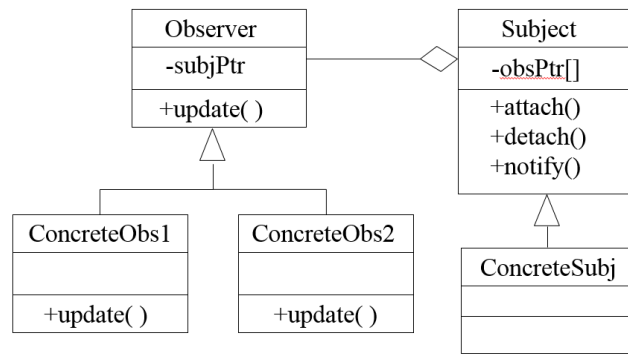 Observer
-subjPtr
+update( )
Subject
-obsPtr[]
+attach()
+detach()
+notify()
ConcreteObs1
+update( )
ConcreteObs2
+update( )
ConcreteSubj